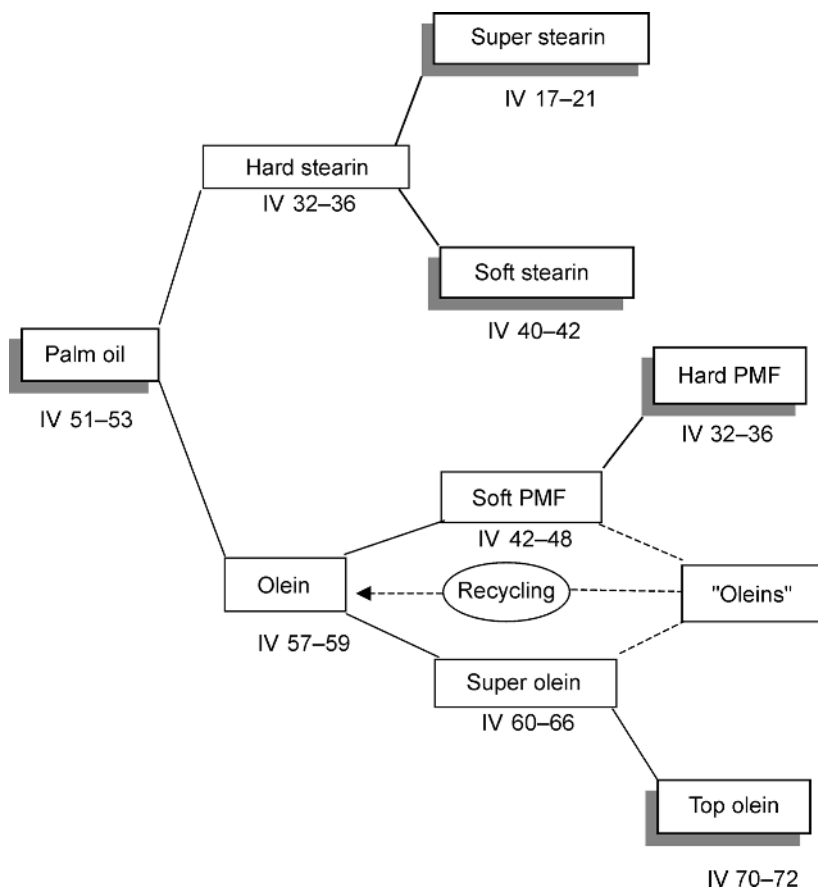 Super stearin
IV 17–21
Hard stearin
IV 32–36
Soft stearin
IV 40–42
Palm oil
IV 51–53
Hard PMF
IV 32–36
Soft PMF
IV 42–48
Olein
IV 57–59
Recycling
"Oleins"
Super olein
IV 60–66
Top olein
IV 70–72